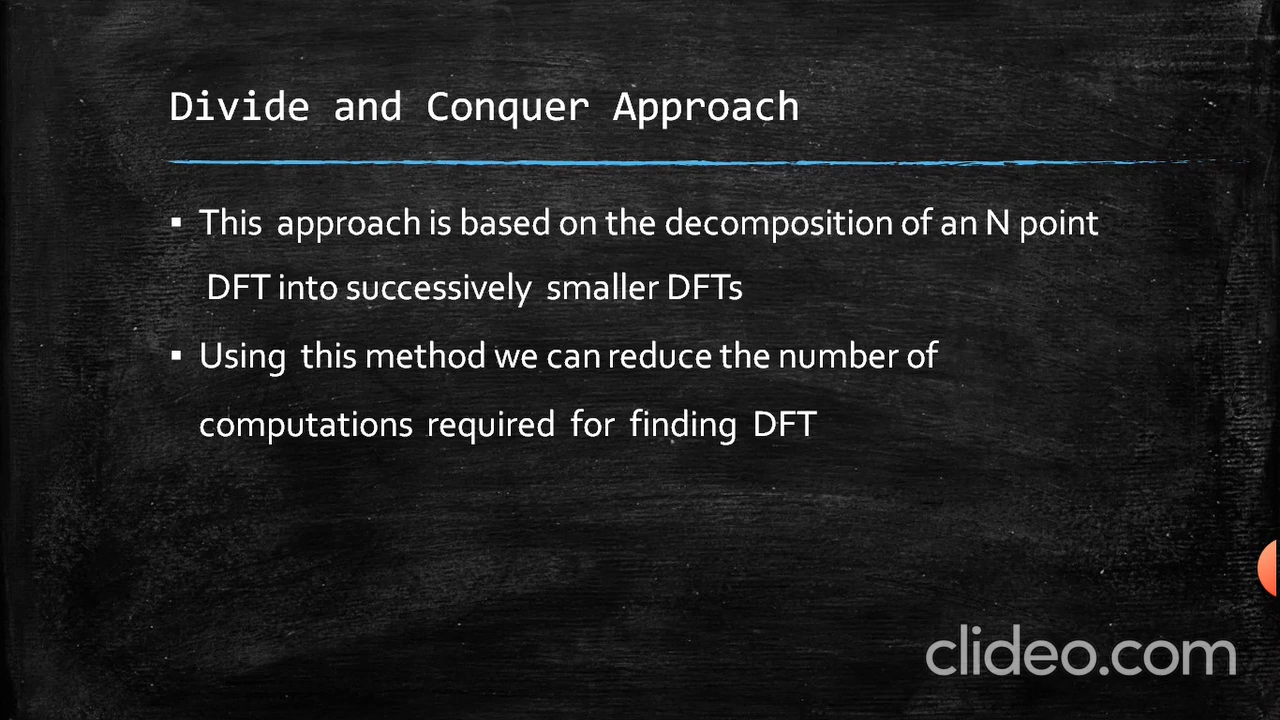 Divide and Conquer Approach
▪ This approach is based on the decomposition of an N point
DFT into successively smaller DFTs
▪ Using this method we can reduce the number of
computations required for finding DFT
clideo.com